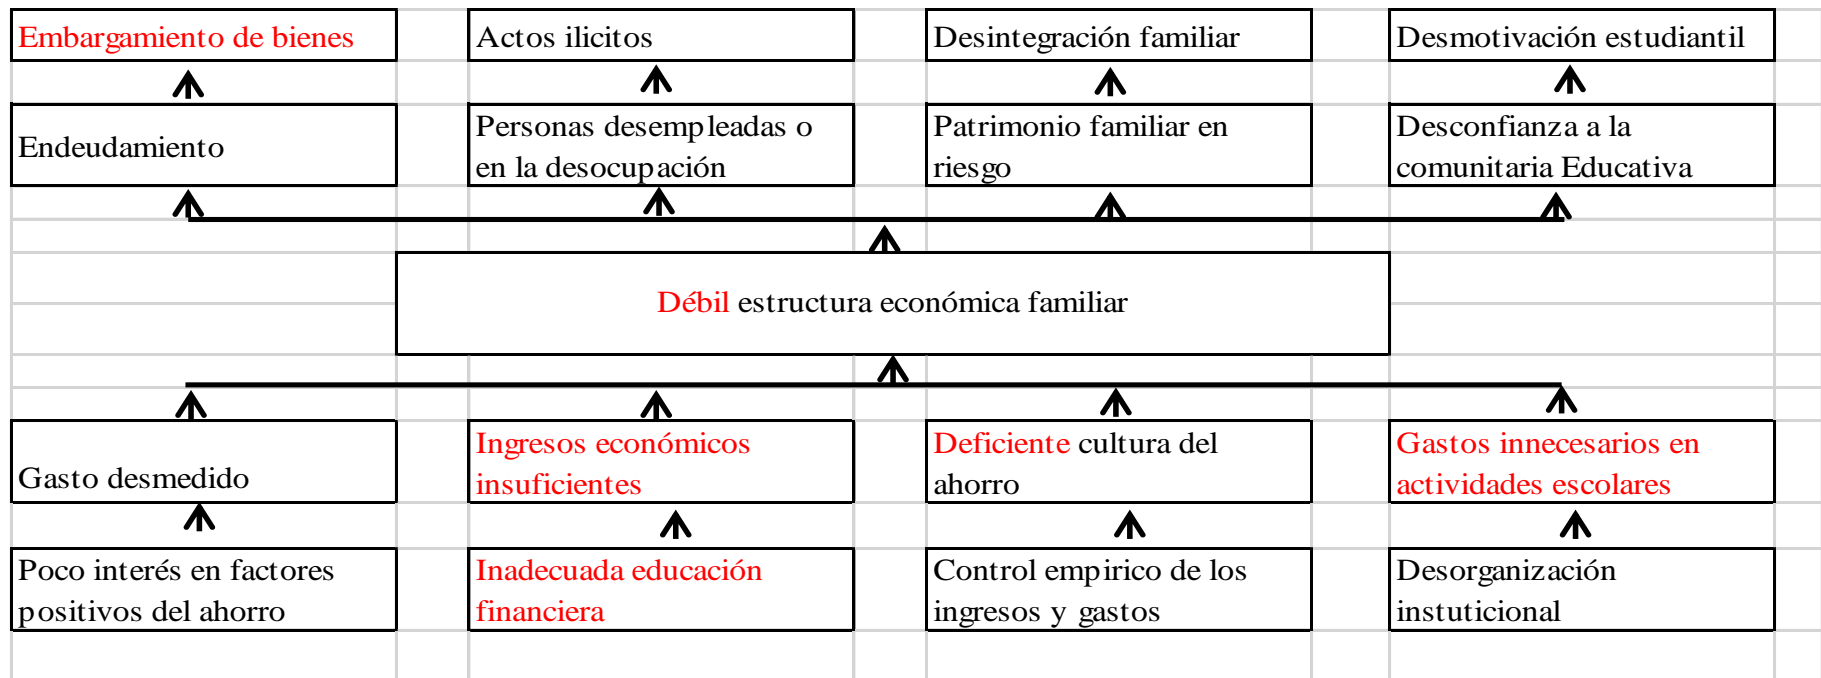 Embargamiento de bienes
Actos ilicitos
Desintegración familiar
Desmotivación estudiantil
Endeudamiento
Personas desempleadas o
en la desocupación
Patrimonio familiar en
riesgo
Desconfianza a la
comunitaria Educativa
Débil estructura económica familiar
Gasto desmedido
Ingresos económicos
insuficientes
Deficiente cultura del
ahorro
Gastos innecesarios en
actividades escolares
Poco interés en factores
positivos del ahorro
Inadecuada educación
financiera
Control empirico de los
ingresos y gastos
Desorganización
instuticional